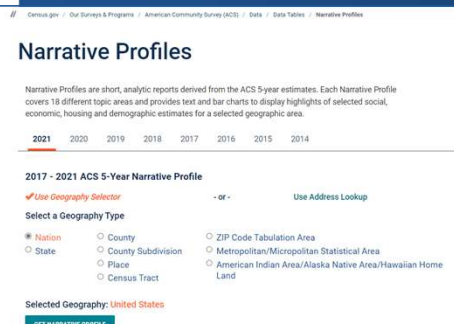 // Census.gov / Our Surveys & Programs / American Community Survey (ACS) / Data / Data Tables / Narrative Profiles
Narrative Profiles
Narrative Profiles are short, analytic reports derived from the ACS 5-year estimates. Each Narrative Profile
covers 18 different topic areas and provides text and bar charts to display highlights of selected social,
economic, housing and demographic estimates for a selected geographic area.
2021 2020 2019 2018 2017 2016 2015 2014
2017 - 2021 ACS 5-Year Narrative Profile
Use Geography Selector - or - Use Address Lookup
Select a Geography Type
Nation County ZIP Code Tabulation Area
State County Subdivision Metropolitan/Micropolitan Statistical Area
Place American Indian Area/Alaska Native Area/Hawaiian Home
Land
Census Tract
Selected Geography: United States
GET NARRATIVE PROFILE